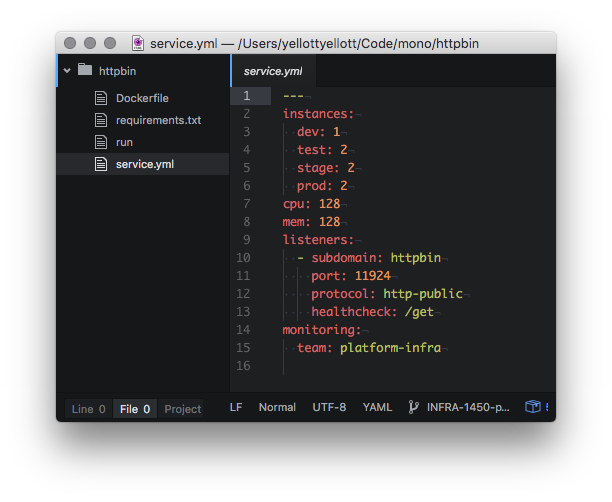 service.yml — /Users/yellottyellott/Code/mono/httpbin
httpbin
Dockerfile
requirements.txt
run
service.yml
service.yml
1 ---
2 instances:
3 dev: 1
4 test: 2
5 stage: 2
6 prod: 2
7 cpu: 128
8 mem: 128
9 listeners:
10 - subdomain: httpbin
11 port: 11924
12 protocol: http-public
13 healthcheck: /get
14 monitoring:
15 team: platform-infra
16
Line 0 File 0 Project LF Normal UTF-8 YAML INFRA-1450-p...